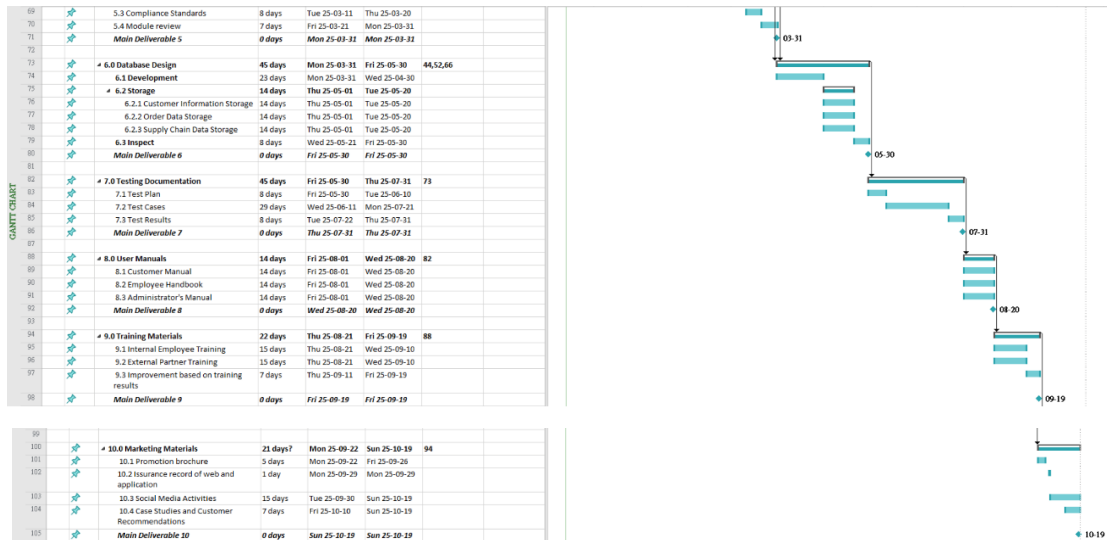 69 5.3 Compliance Standards 8 days Tue 25-03-11 Thu 25-03-20
70 5.4 Module review 7 days Fri 25-03-21 Mon 25-03-31
71 Main Deliverable 5 0 days Mon 25-03-31 Mon 25-03-31 03-31
72
73 6.0 Database Design 45 days Mon 25-03-31 Fri 25-05-30 44,52,66
74 6.1 Development 23 days Mon 25-03-31 Wed 25-04-30
75 6.2 Storage 14 days Thu 25-05-01 Tue 25-05-20
76 6.2.1 Customer Information Storage 14 days Thu 25-05-01 Tue 25-05-20
77 6.2.2 Order Data Storage 14 days Thu 25-05-01 Tue 25-05-20
78 6.2.3 Supply Chain Data Storage 14 days Thu 25-05-01 Tue 25-05-20
79 6.3 Inspect 8 days Wed 25-05-21 Fri 25-05-30
80 Main Deliverable 6 0 days Fri 25-05-30 Fri 25-05-30 05-30
81
82 7.0 Testing Documentation 45 days Fri 25-05-30 Thu 25-07-31 73
83 7.1 Test Plan 8 days Fri 25-05-30 Tue 25-06-10
84 7.2 Test Cases 29 days Wed 25-06-11 Mon 25-07-21
85 7.3 Test Results 8 days Tue 25-07-22 Thu 25-07-31
86 Main Deliverable 7 0 days Thu 25-07-31 Thu 25-07-31 07-31
87
88 8.0 User Manuals 14 days Fri 25-08-01 Wed 25-08-20 82
89 8.1 Customer Manual 14 days Fri 25-08-01 Wed 25-08-20
90 8.2 Employee Handbook 14 days Fri 25-08-01 Wed 25-08-20
91 8.3 Administrator's Manual 14 days Fri 25-08-01 Wed 25-08-20
92 Main Deliverable 8 0 days Wed 25-08-20 Wed 25-08-20 08-20
93
94 9.0 Training Materials 22 days Thu 25-08-21 Fri 25-09-19 88
95 9.1 Internal Employee Training 15 days Thu 25-08-21 Wed 25-09-10
96 9.2 External Partner Training 15 days Thu 25-08-21 Wed 25-09-10
97 9.3 Improvement based on training 7 days Thu 25-09-11 Fri 25-09-19
results
98 Main Deliverable 9 0 days Fri 25-09-19 Fri 25-09-19 09-19
GANTT CHART
99
100 10.0 Marketing Materials 21 days? Mon 25-09-22 Sun 25-10-19 94
101 10.1 Promotion brochure 5 days Mon 25-09-22 Fri 25-09-26
102 10.2 Issurance record of web and 1 day Mon 25-09-29 Mon 25-09-29
application
103 10.3 Social Media Activities 15 days Tue 25-09-30 Sun 25-10-19
104 10.4 Case Studies and Customer 7 days Fri 25-10-10 Sun 25-10-19
Recommendations
105 Main Deliverable 10 0 days Sun 25-10-19 Sun 25-10-19 10-19